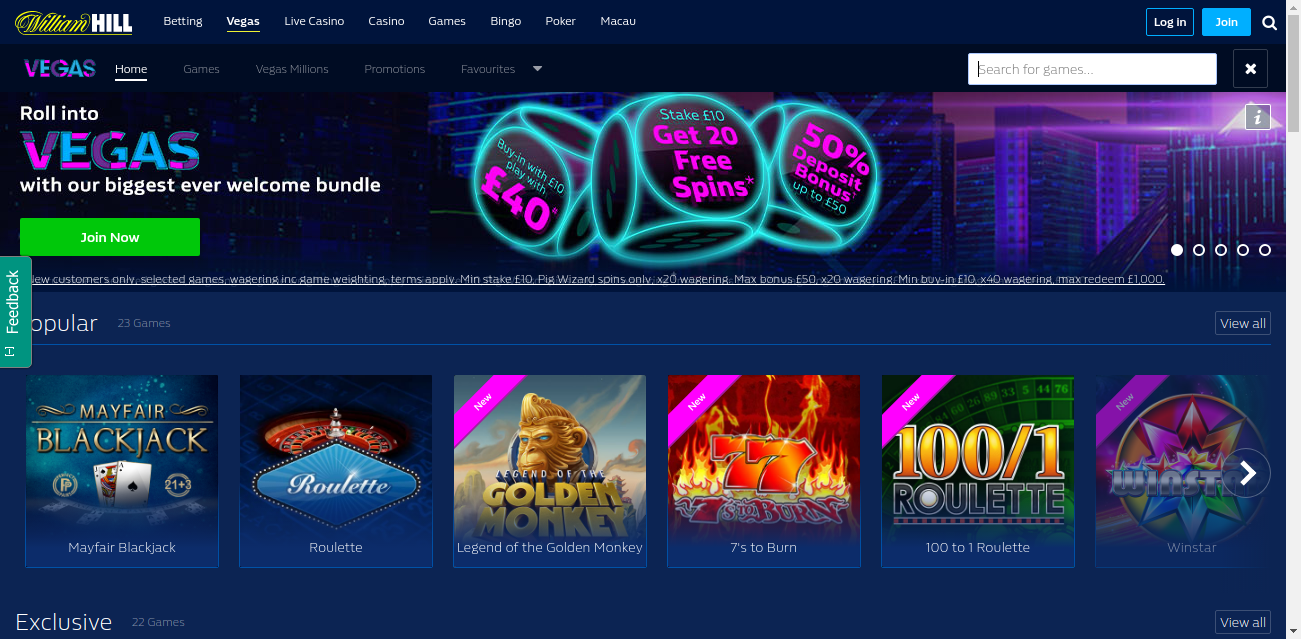 William HILL
Betting Vegas Live Casino Casino Games Bingo Poker Macau
Log in Join
VEGAS
Home Games Vegas Millions Promotions Favourites
Search for games...
Roll into
VEGAS
with our biggest ever welcome bundle
Join Now
Buy-in with £10
play with
£40
Stake £10
Get 20
Free
Spins*
50%
Deposit
Bonus
up to £50
i
New customers only, selected games, wagering inc game weighting, terms apply. Min stake £10, Pig Wizard spins only, x20 wagering. Max bonus £50, x20 wagering. Min buy-in £10, x40 wagering, max redeem £1,000.
Feedback
[-]
opular 23 Games View all
MAYFAIR
BLACKJACK
21+3
Mayfair Blackjack
Roulette
Roulette
New
LEGEND OF THE
GOLDEN
MONKEY
Legend of the Golden Monkey
New
777
7's TO BURN
7's to Burn
New
100/1
ROULETTE
100 to 1 Roulette
New
Winstar
Exclusive 22 Games View all